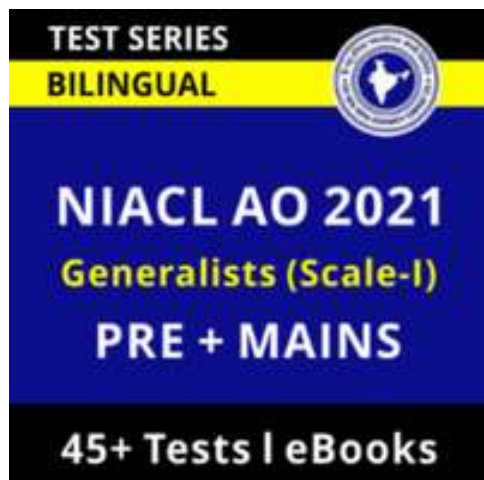 TEST SERIES
BILINGUAL
NIACL AO 2021
Generalists (Scale-I)
PRE + MAINS
45+ Tests I eBooks